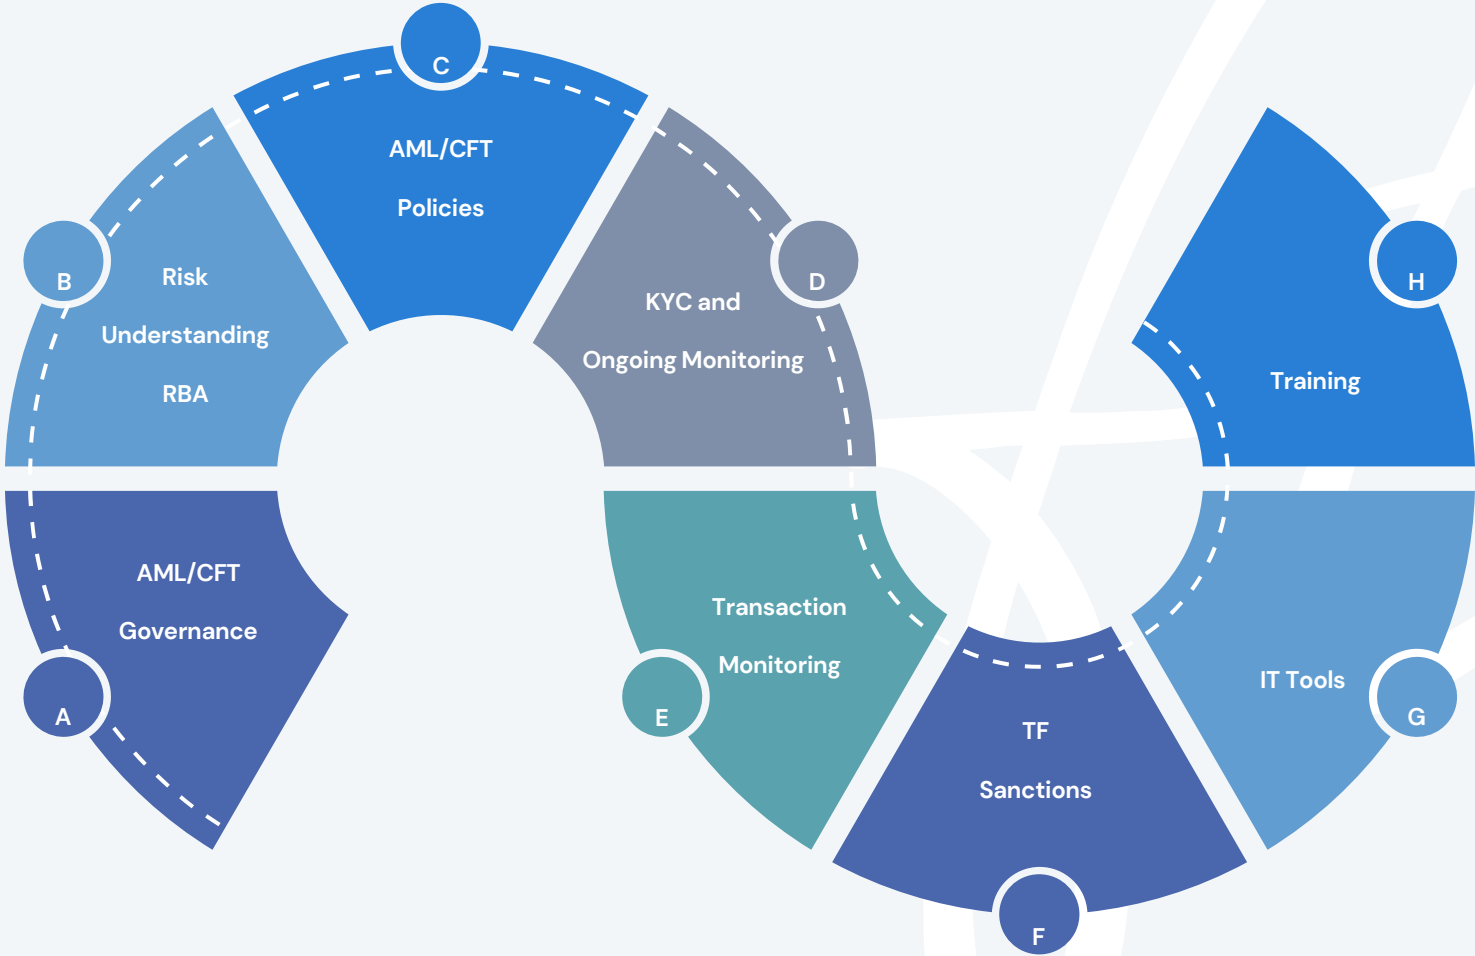 A
AML/CFT
Governance
B
Risk
Understanding
RBA
C
AML/CFT
Policies
D
KYC and
Ongoing Monitoring
E
Transaction
Monitoring
F
TF
Sanctions
G
IT Tools
H
Training